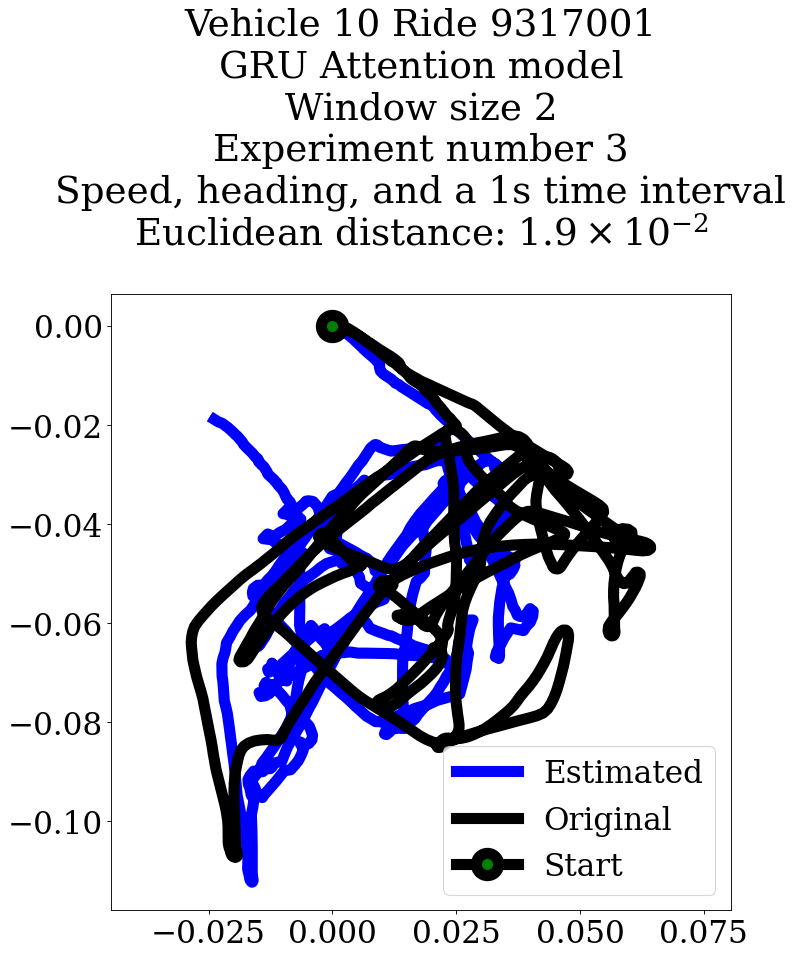 Vehicle 10 Ride 9317001
GRU Attention model
Window size 2
Experiment number 3
Speed, heading, and a 1s time interval
Euclidean distance: 1.9 × 10⁻²
0.00
−0.02
−0.04
−0.06
−0.08
−0.10
Estimated
Original
Start
−0.025 0.000 0.025 0.050 0.075